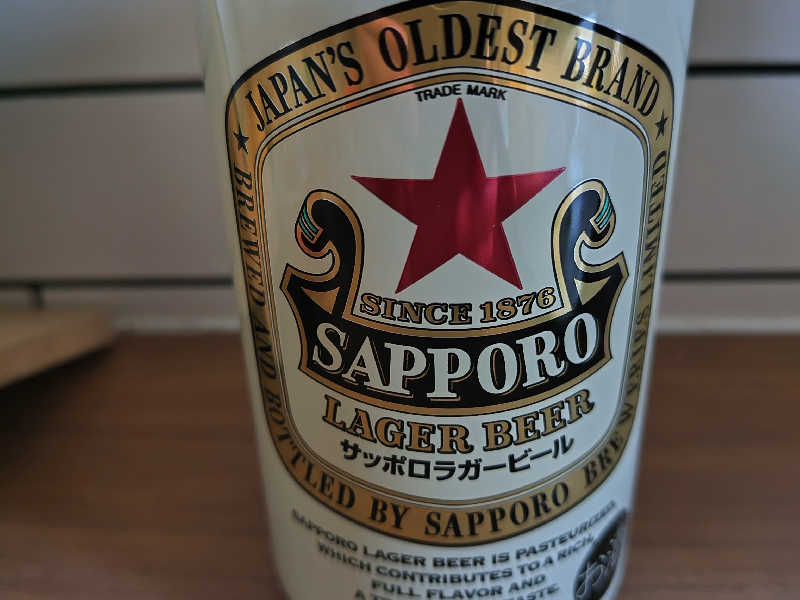 JAPAN'S OLDEST BRAND
TRADE MARK
SINCE 1876
SAPPORO
LAGER BEER
サッポロラガービール
BREWED AND BOTTLED BY SAPPORO BREWERIES LIMITED
SAPPORO LAGER BEER IS PASTEURIZED
WHICH CONTRIBUTES TO A RICH
FULL FLAVOR AND
A TASTE
お